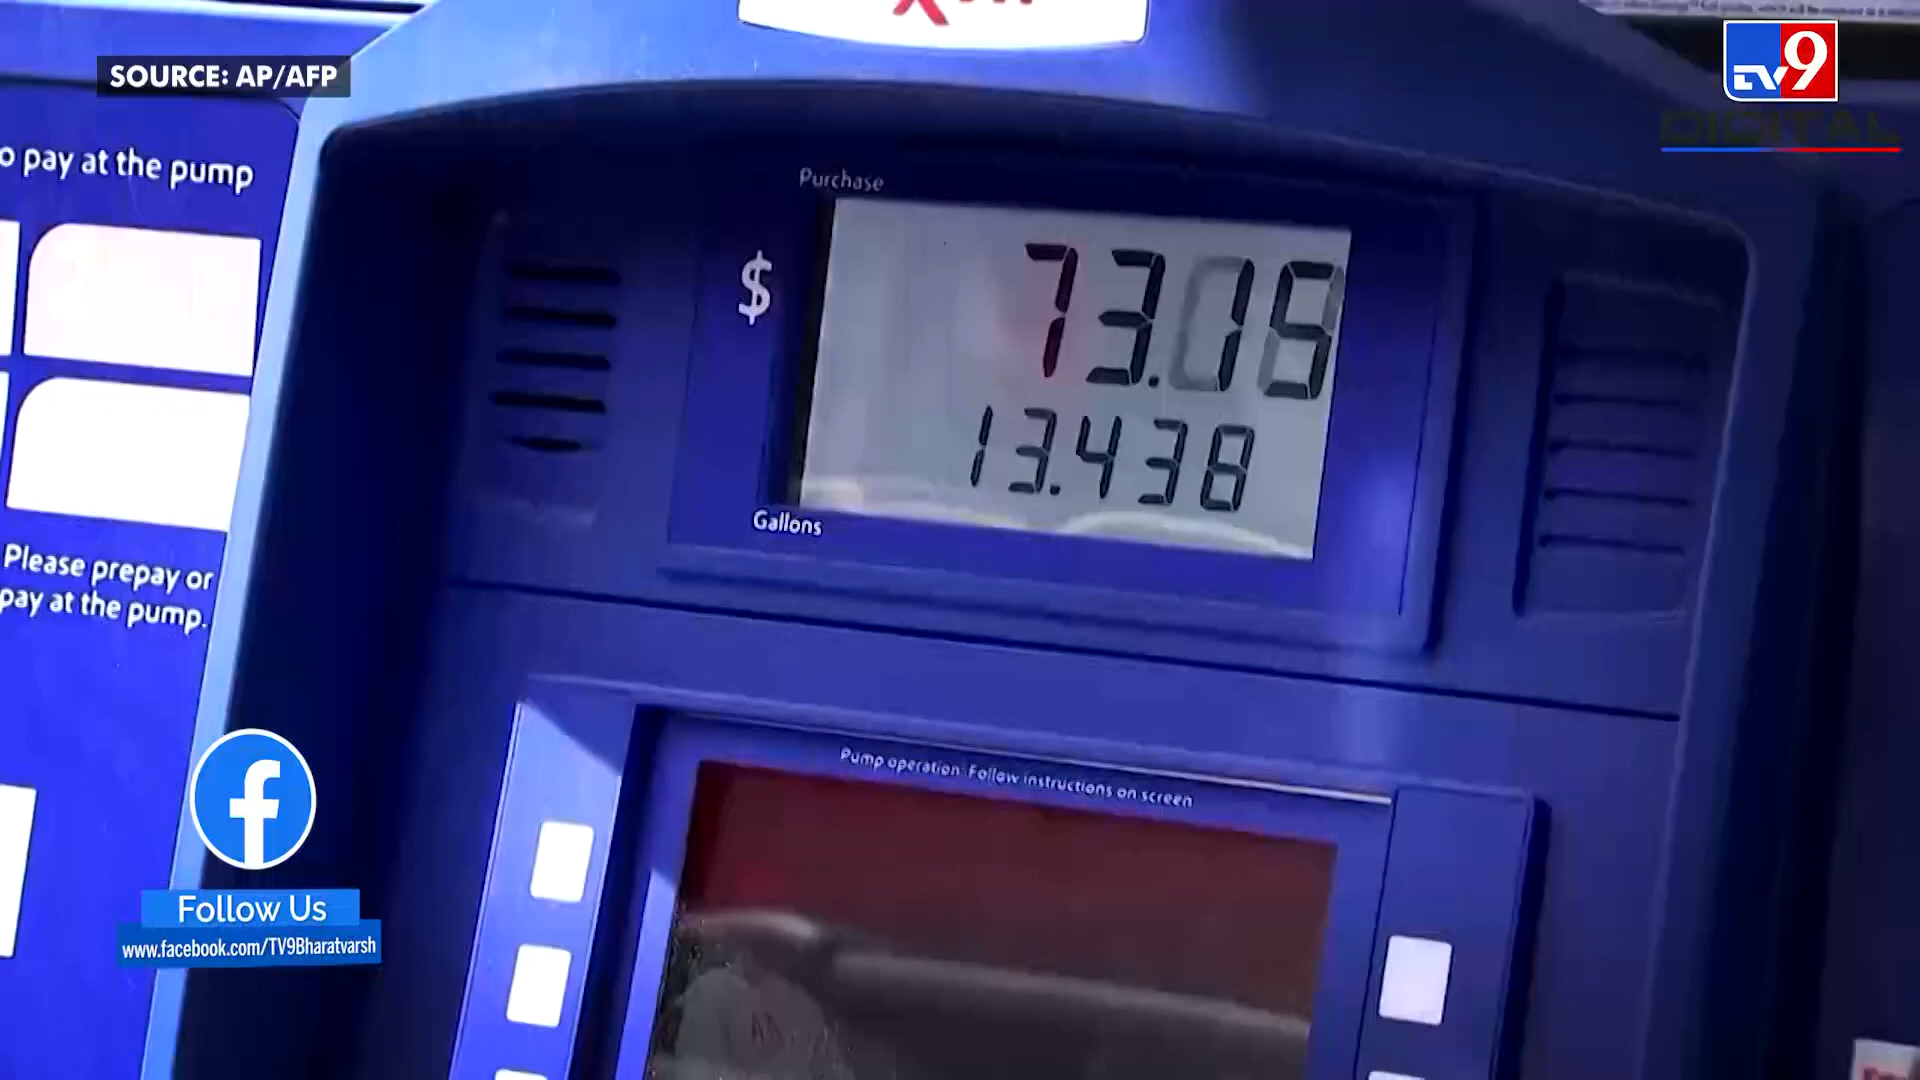 SOURCE: AP/AFP
TV9
DIGITAL
o pay at the pump
Purchase
$
73.15
13.438
Gallons
Please prepay or
pay at the pump.
Pump operation: Follow instructions on screen
Follow Us
www.facebook.com/TV9Bharatvarsh